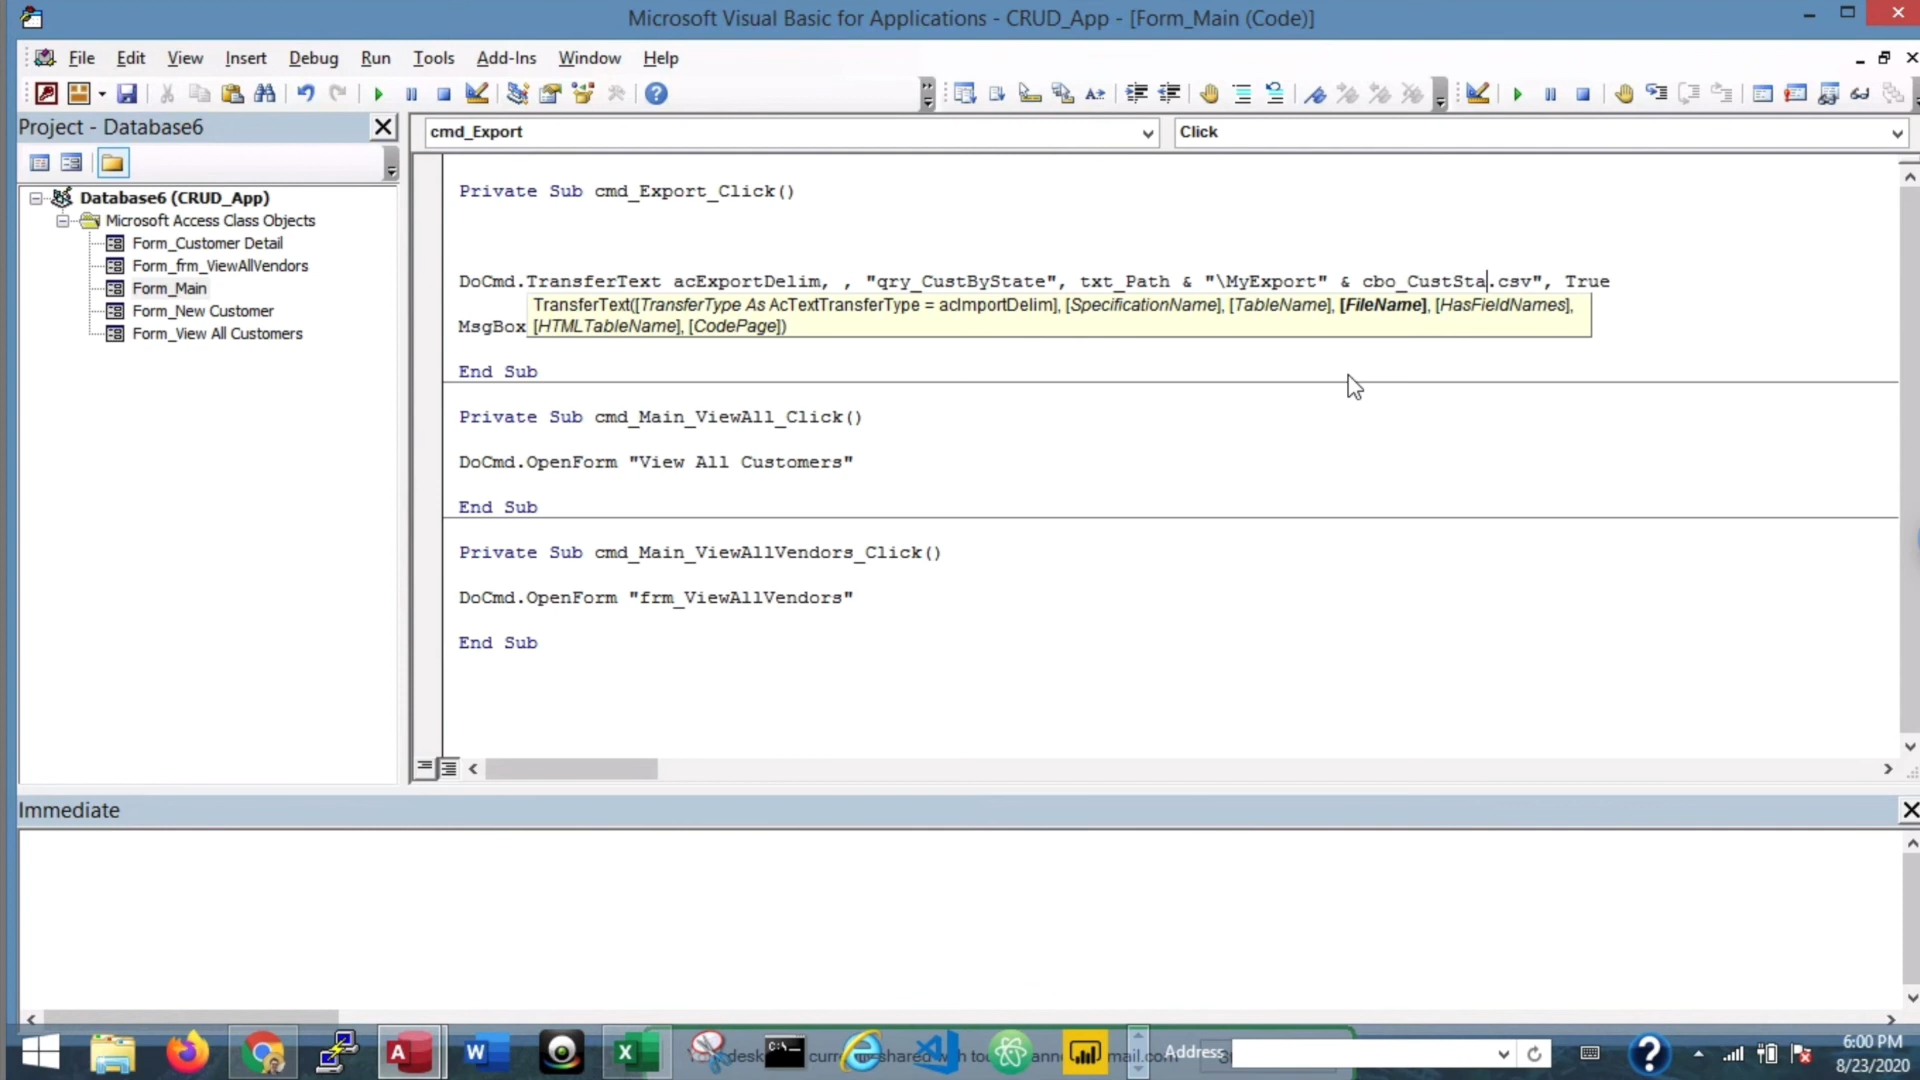 Microsoft Visual Basic for Applications - CRUD_App - [Form_Main (Code)]
File Edit View Insert Debug Run Tools Add-Ins Window Help
Project - Database6
cmd_Export
Click
Database6 (CRUD_App)
Microsoft Access Class Objects
Form_Customer Detail
Form_frm_ViewAllVendors
Form_Main
Form_New Customer
Form_View All Customers
Private Sub cmd_Export_Click()
DoCmd.TransferText acExportDelim, , "qry_CustByState", txt_Path & "\MyExport" & cbo_CustSta.csv", True
TransferText([TransferType As AcTextTransferType = acImportDelim], [SpecificationName], [TableName], [FileName], [HasFieldNames],
MsgBox [HTMLTableName], [CodePage])
End Sub
Private Sub cmd_Main_ViewAll_Click()
DoCmd.OpenForm "View All Customers"
End Sub
Private Sub cmd_Main_ViewAllVendors_Click()
DoCmd.OpenForm "frm_ViewAllVendors"
End Sub
Immediate
Address
6:00 PM
8/23/2020